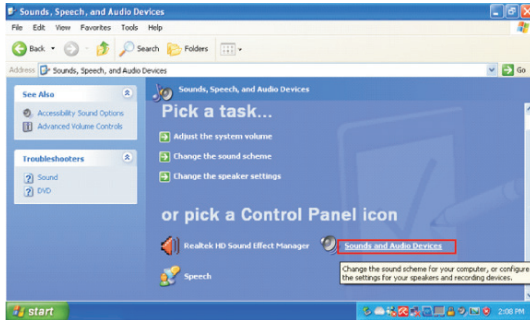 Sounds, Speech, and Audio Devices
File Edit View Favorites Tools Help
Back Search Folders
Address Sounds, Speech, and Audio Devices Go
See Also
Accessibility Sound Options
Advanced Volume Controls
Troubleshooters
Sound
DVD
Sounds, Speech, and Audio Devices
Pick a task...
Adjust the system volume
Change the sound scheme
Change the speaker settings
or pick a Control Panel icon
Realtek HD Sound Effect Manager
Sounds and Audio Devices
Speech
Change the sound scheme for your computer, or configure
the settings for your speakers and recording devices.
start
2:08 PM